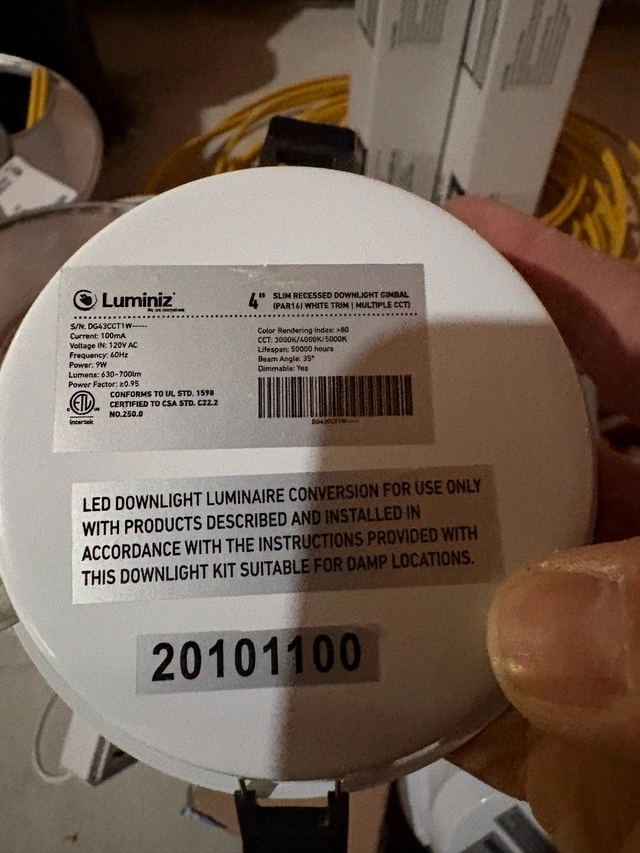 Luminiz
4" SLIM RECESSED DOWNLIGHT GIMBAL
(PAR16| WHITE TRIM | MULTIPLE CCT)
S/N: DG43CCT1W-----
Current: 100mA
Voltage IN: 120V AC
Frequency: 60Hz
Power: 9W
Lumens: 630-700lm
Power Factor: ≥0.95
Color Rendering Index: >80
CCT: 3000K/4000K/5000K
Lifespan: 50000 hours
Beam Angle: 35°
Dimmable: Yes
ETL
Intertek
CONFORMS TO UL STD. 1598
CERTIFIED TO CSA STD. C22.2
NO.250.0
DG43CCT1W-----
LED DOWNLIGHT LUMINAIRE CONVERSION FOR USE ONLY
WITH PRODUCTS DESCRIBED AND INSTALLED IN
ACCORDANCE WITH THE INSTRUCTIONS PROVIDED WITH
THIS DOWNLIGHT KIT SUITABLE FOR DAMP LOCATIONS.
20101100